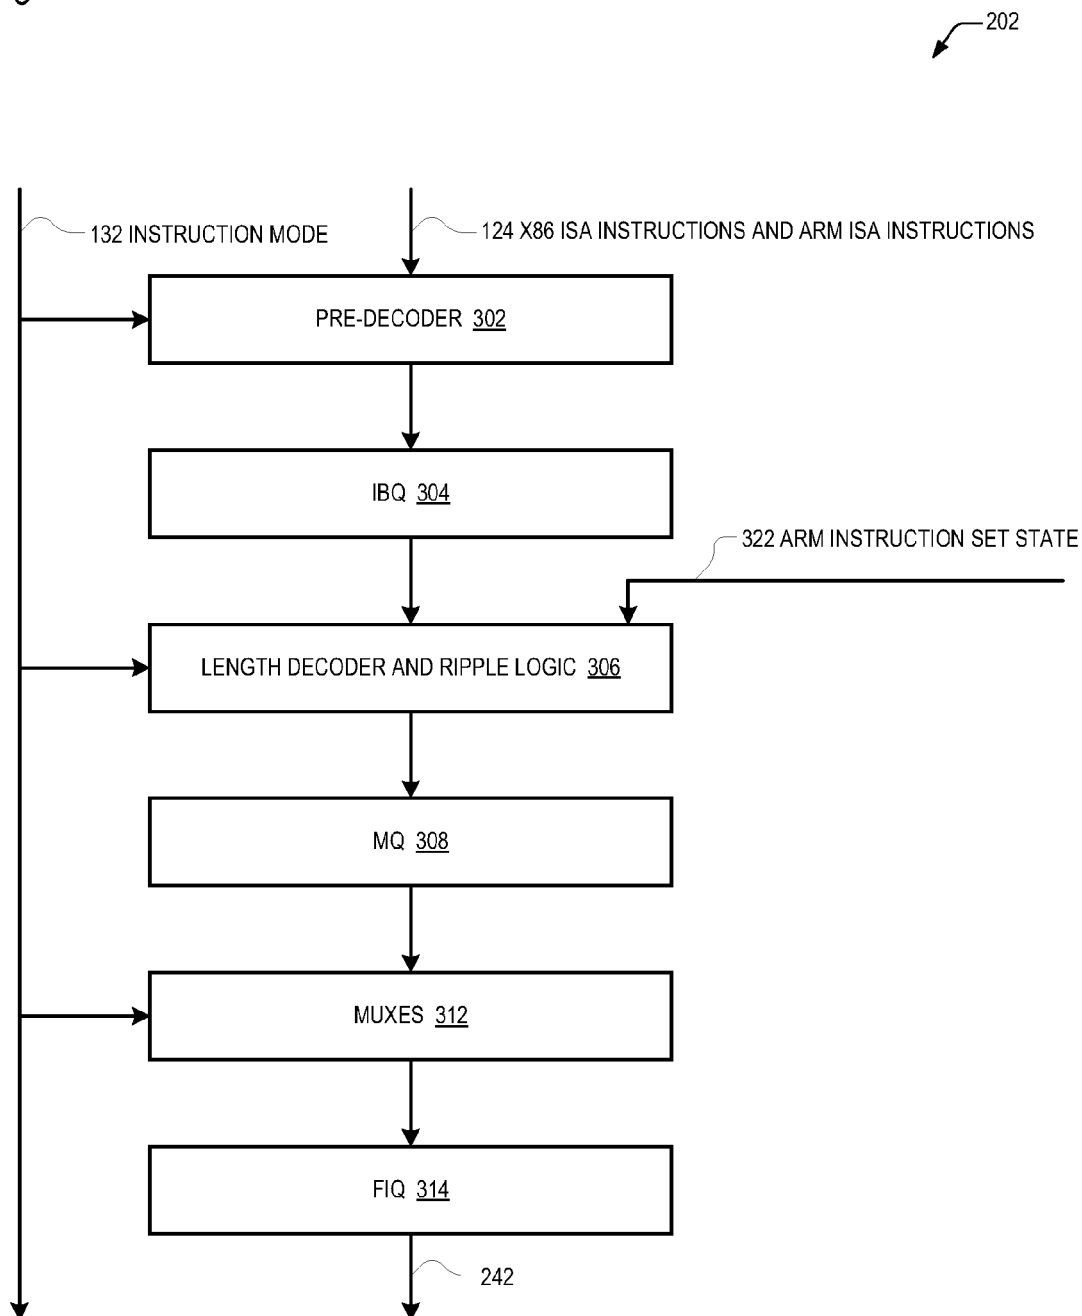 202
132 INSTRUCTION MODE
124 X86 ISA INSTRUCTIONS AND ARM ISA INSTRUCTIONS
PRE-DECODER 302
IBQ 304
322 ARM INSTRUCTION SET STATE
LENGTH DECODER AND RIPPLE LOGIC 306
MQ 308
MUXES 312
FIQ 314
242